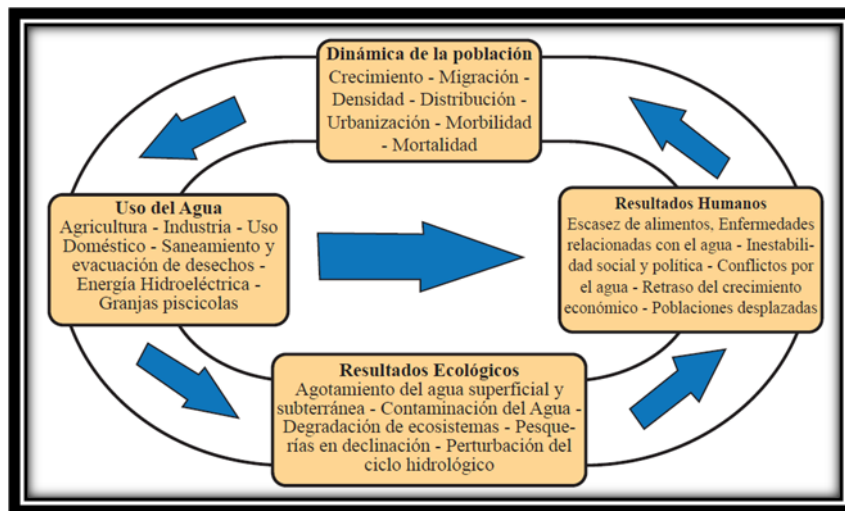 Dinámica de la población
Crecimiento - Migración -
Densidad - Distribución -
Urbanización - Morbilidad
- Mortalidad
Uso del Agua
Agricultura - Industria - Uso
Doméstico - Saneamiento y
evacuación de desechos -
Energía Hidroeléctrica -
Granjas piscicolas
Resultados Humanos
Escasez de alimentos, Enfermedades
relacionadas con el agua - Inestabili-
dad social y política - Conflictos por
el agua - Retraso del crecimiento
económico - Poblaciones desplazadas
Resultados Ecológicos
Agotamiento del agua superficial y
subterránea - Contaminación del Agua -
Degradación de ecosistemas - Pesque-
rías en declinación - Perturbación del
ciclo hidrológico